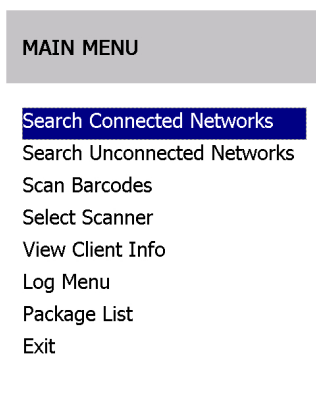 MAIN MENU
Search Connected Networks
Search Unconnected Networks
Scan Barcodes
Select Scanner
View Client Info
Log Menu
Package List
Exit